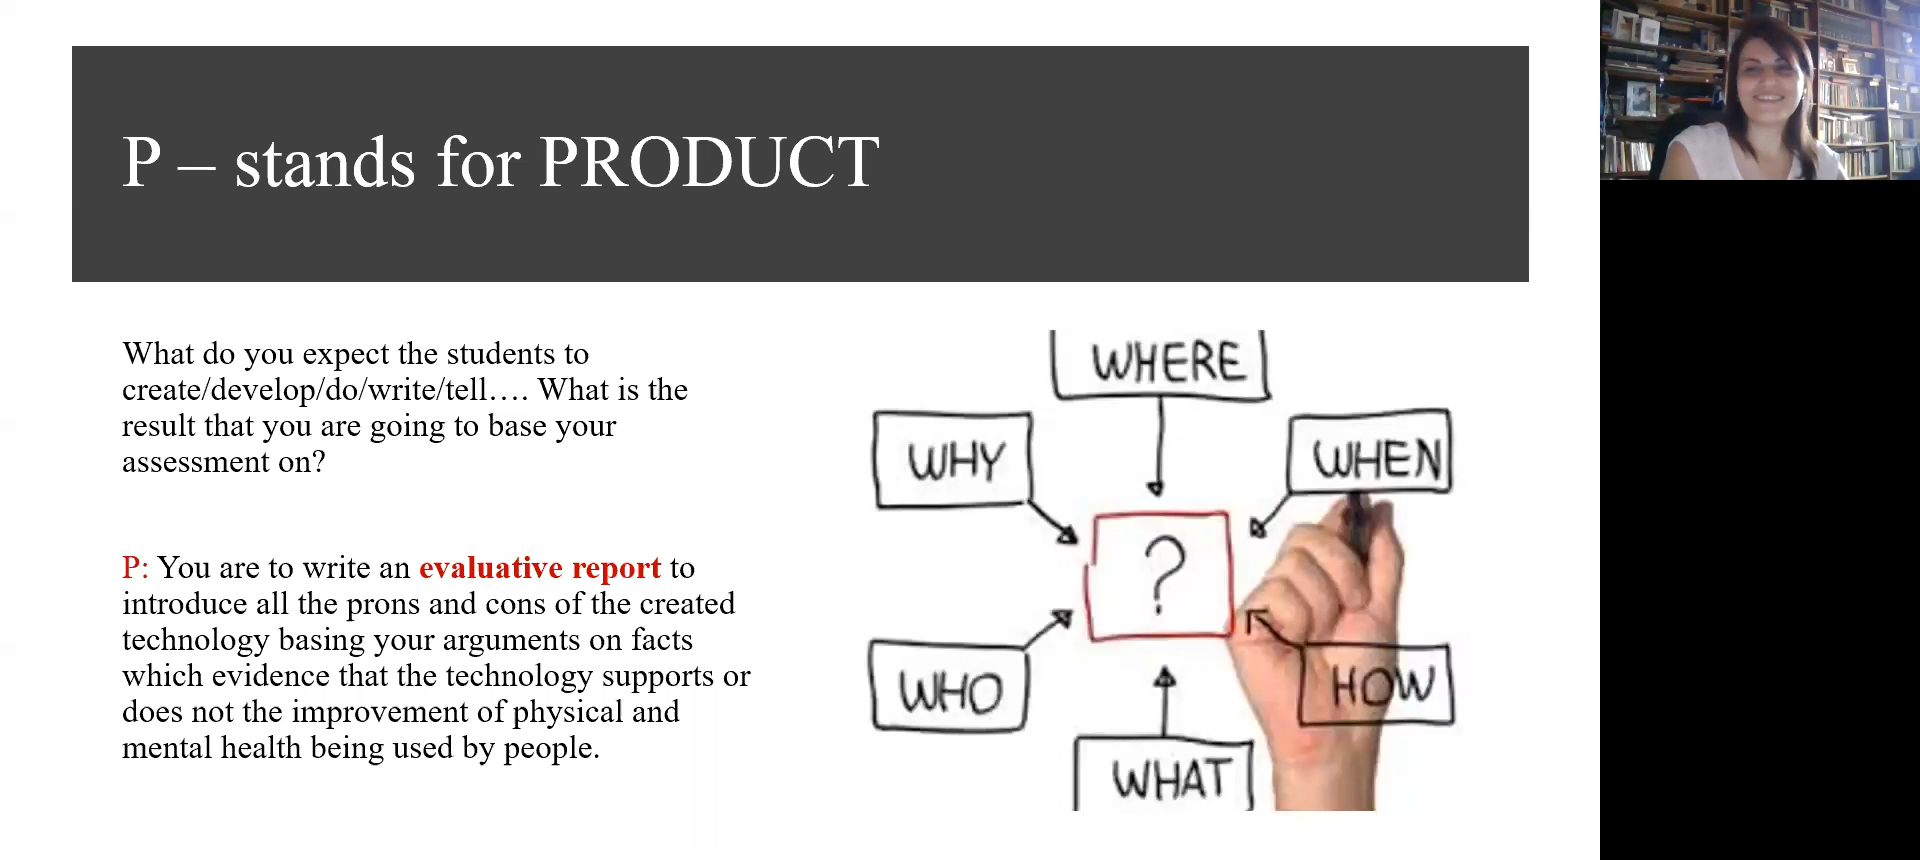 P – stands for PRODUCT
What do you expect the students to
create/develop/do/write/tell…. What is the
result that you are going to base your
assessment on?
P: You are to write an evaluative report to
introduce all the prons and cons of the created
technology basing your arguments on facts
which evidence that the technology supports or
does not the improvement of physical and
mental health being used by people.
WHERE
WHY
WHEN
?
WHO
HOW
WHAT